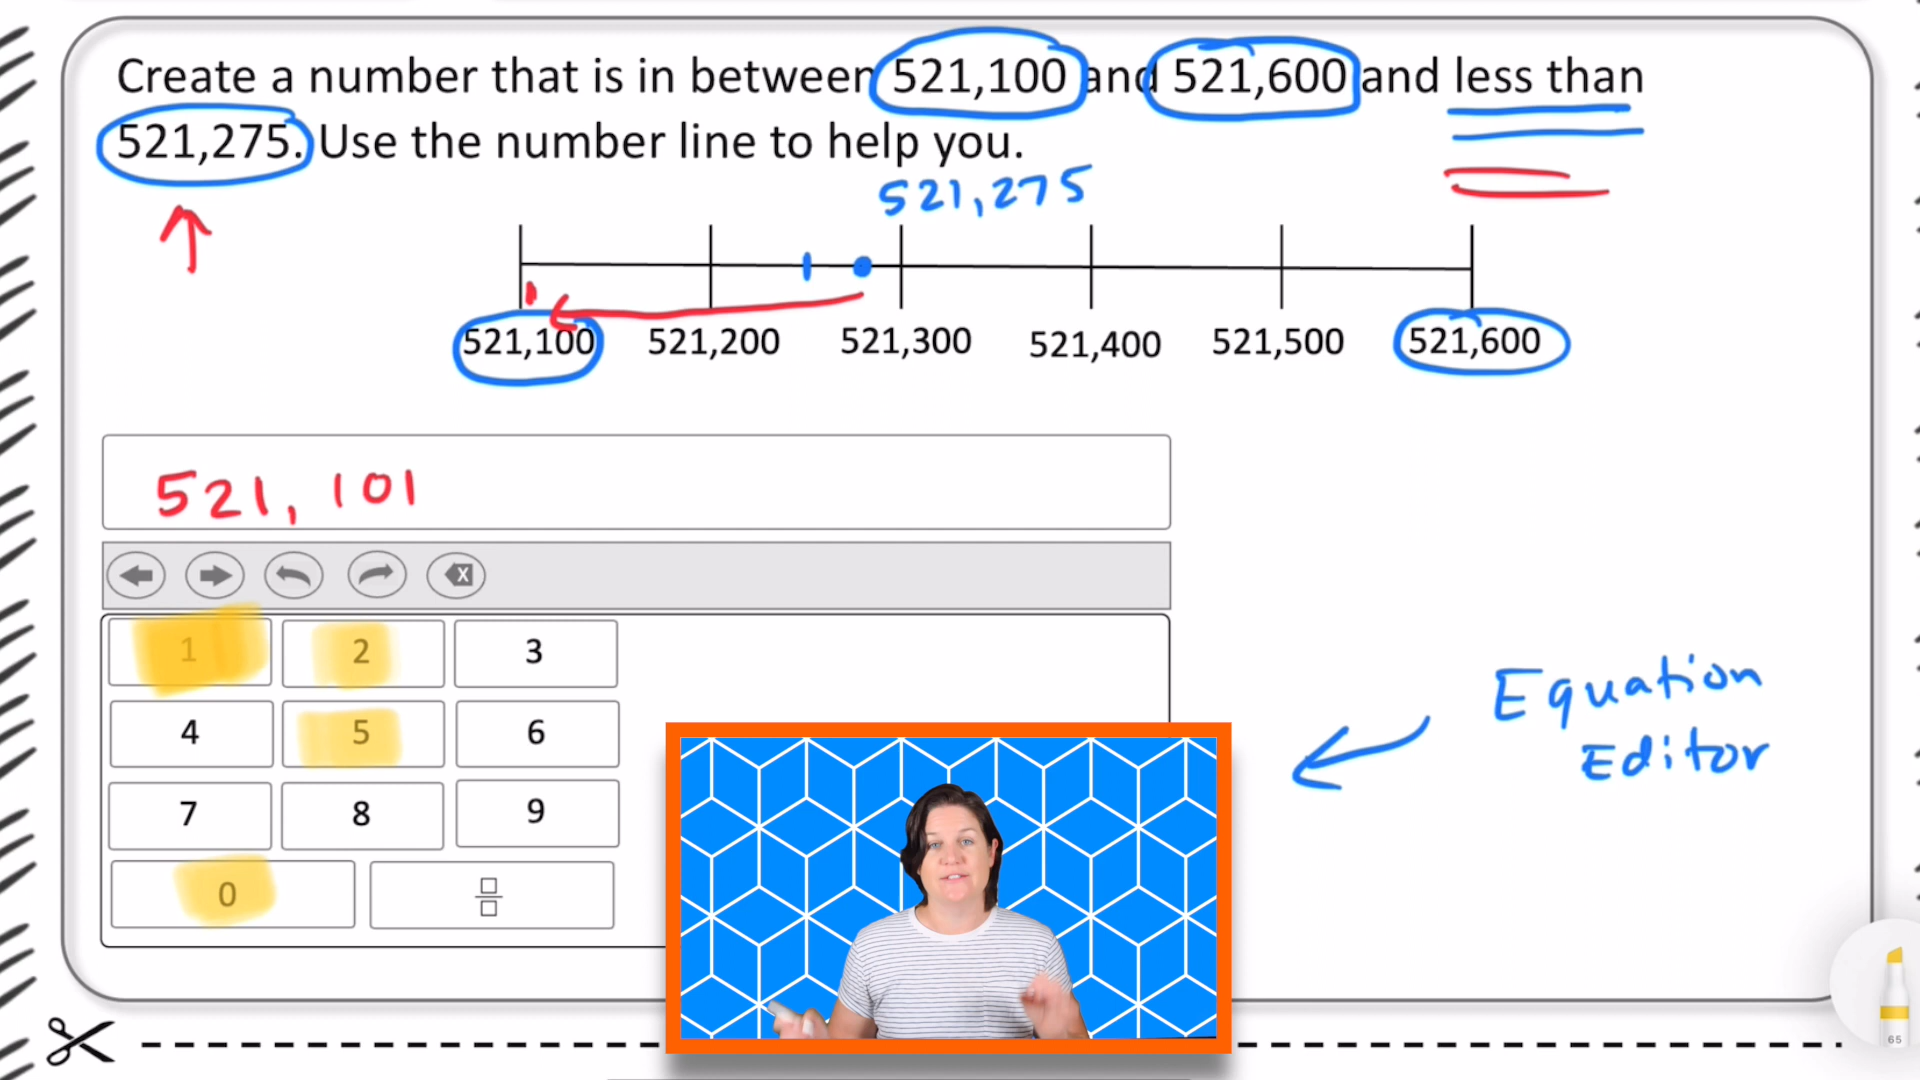 Create a number that is in between 521,100 and 521,600 and less than
521,275. Use the number line to help you.
521,275
521,100 521,200 521,300 521,400 521,500 521,600
521,101
X
1 2 3
4 5 6
7 8 9
0
Equation
Editor
65